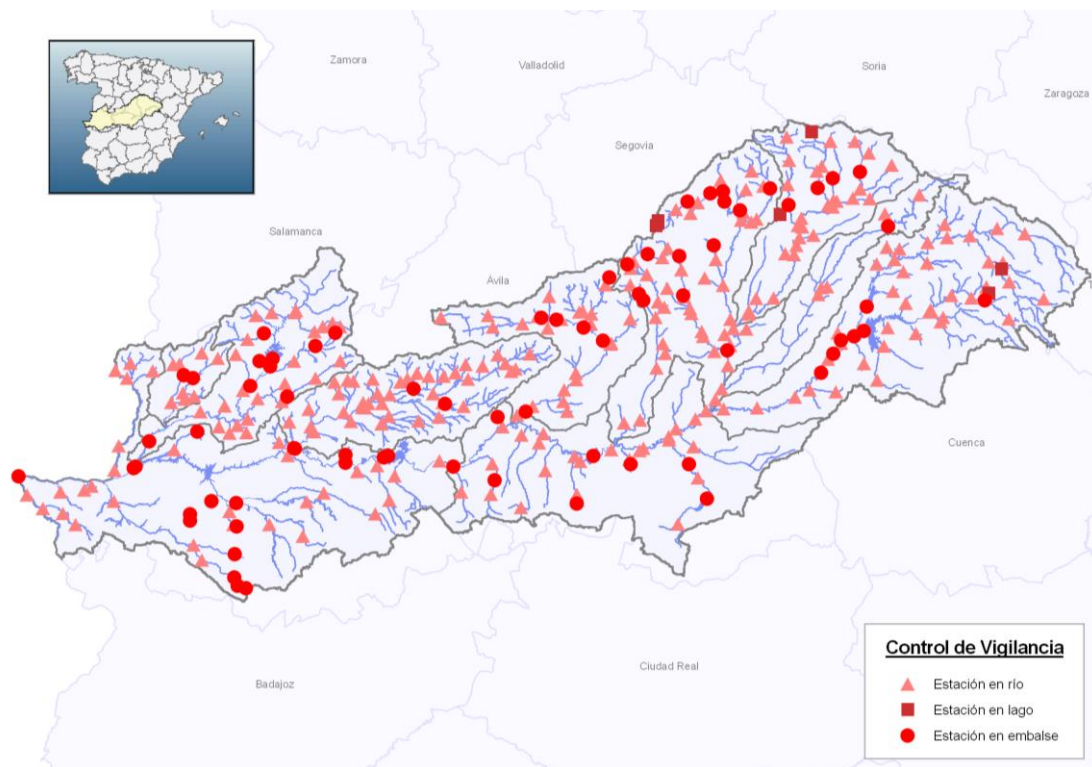 Zamora
Valladolid
Soria
Zaragoza
Segovia
Salamanca
Ávila
Cuenca
Ciudad Real
Badajoz
Control de Vigilancia
Estación en río
Estación en lago
Estación en embalse